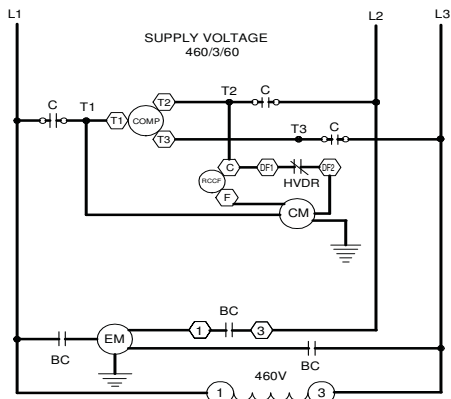 L1
L2
L3
SUPPLY VOLTAGE
460/3/60
C
T1
T1
COMP
T2
T3
T2
C
T3
C
C
DF1
HVDR
DF2
RCCF
F
CM
BC
EM
1
BC
3
BC
460V
1
3